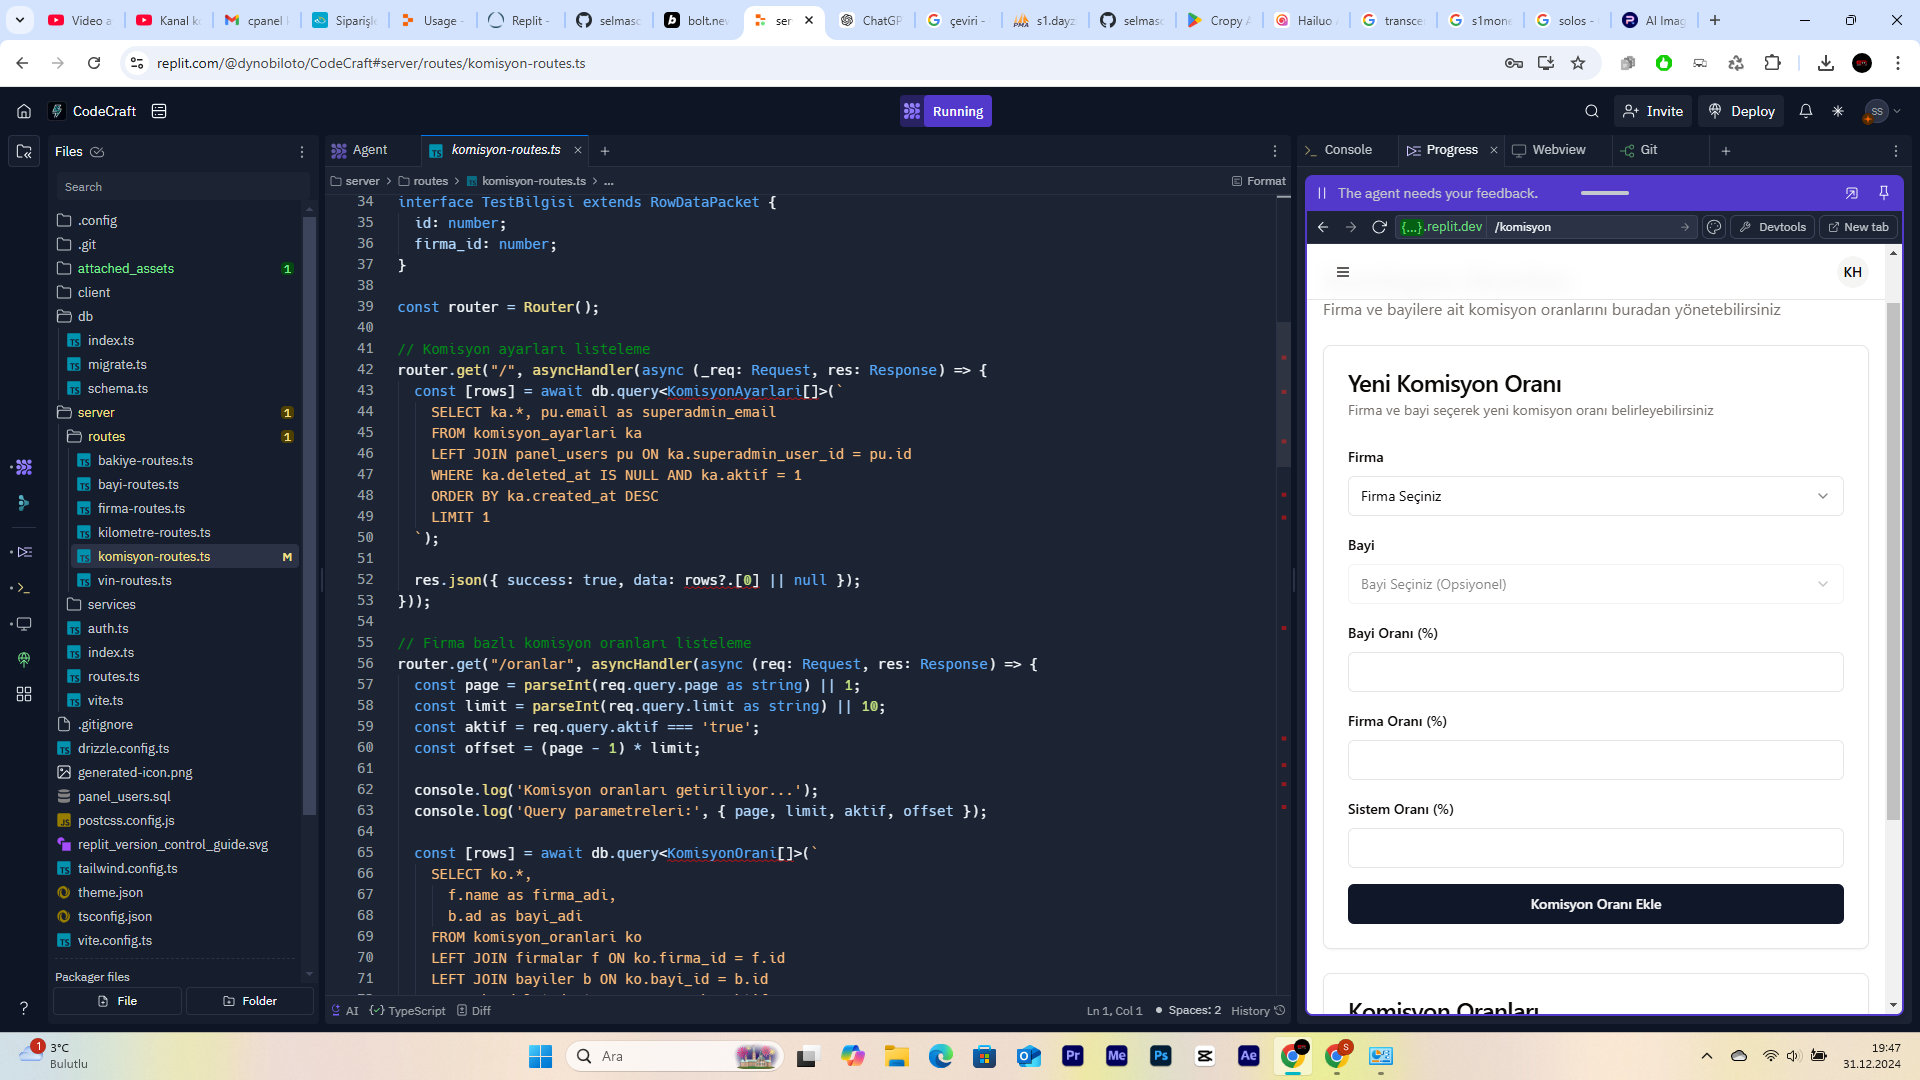 Video a
Kanal k
cpanel l
Siparişle
Usage -
Replit -
selmasc
bolt.new
ser
ChatGP
çeviri -
s1.dayz
selmasc
Cropy A
Hailuo A
transcen
s1mone
solos -
AI Imag
replit.com/@dynobiloto/CodeCraft#server/routes/komisyon-routes.ts
CodeCraft
Running
Invite
Deploy
SS
Files
Agent
komisyon-routes.ts
Console
Progress
Webview
Git
Search
server > routes > komisyon-routes.ts > ...
Format
.config
.git
attached_assets 1
client
db
index.ts
migrate.ts
schema.ts
server 1
routes 1
bakiye-routes.ts
bayi-routes.ts
firma-routes.ts
kilometre-routes.ts
komisyon-routes.ts M
vin-routes.ts
services
auth.ts
index.ts
routes.ts
vite.ts
.gitignore
drizzle.config.ts
generated-icon.png
panel_users.sql
postcss.config.js
replit_version_control_guide.svg
tailwind.config.ts
theme.json
tsconfig.json
vite.config.ts
Packager files
File
Folder
34 interface TestBilgisi extends RowDataPacket {
35 id: number;
36 firma_id: number;
37 }
38
39 const router = Router();
40
41 // Komisyon ayarları listeleme
42 router.get("/", asyncHandler(async (_req: Request, res: Response) => {
43 const [rows] = await db.query<KomisyonAyarlari[]>(`
44 SELECT ka.*, pu.email as superadmin_email
45 FROM komisyon_ayarlari ka
46 LEFT JOIN panel_users pu ON ka.superadmin_user_id = pu.id
47 WHERE ka.deleted_at IS NULL AND ka.aktif = 1
48 ORDER BY ka.created_at DESC
49 LIMIT 1
50 `);
51
52 res.json({ success: true, data: rows?.[0] || null });
53 }));
54
55 // Firma bazlı komisyon oranları listeleme
56 router.get("/oranlar", asyncHandler(async (req: Request, res: Response) => {
57 const page = parseInt(req.query.page as string) || 1;
58 const limit = parseInt(req.query.limit as string) || 10;
59 const aktif = req.query.aktif === 'true';
60 const offset = (page - 1) * limit;
61
62 console.log('Komisyon oranları getiriliyor...');
63 console.log('Query parametreleri:', { page, limit, aktif, offset });
64
65 const [rows] = await db.query<KomisyonOrani[]>(`
66 SELECT ko.*,
67 f.name as firma_adi,
68 b.ad as bayi_adi
69 FROM komisyon_oranlari ko
70 LEFT JOIN firmalar f ON ko.firma_id = f.id
71 LEFT JOIN bayiler b ON ko.bayi_id = b.id
AI
TypeScript
Diff
Ln 1, Col 1
Spaces: 2
History
The agent needs your feedback.
{...}.replit.dev /komisyon
Devtools
New tab
KH
Firma ve bayilere ait komisyon oranlarını buradan yönetebilirsiniz
Yeni Komisyon Oranı
Firma ve bayi seçerek yeni komisyon oranı belirleyebilirsiniz
Firma
Firma Seçiniz
Bayi
Bayi Seçiniz (Opsiyonel)
Bayi Oranı (%)
Firma Oranı (%)
Sistem Oranı (%)
Komisyon Oranı Ekle
Komisyon Oranları
1
3°C
Bulutlu
Ara
Pr
Me
Ps
Ae
S
19:47
31.12.2024